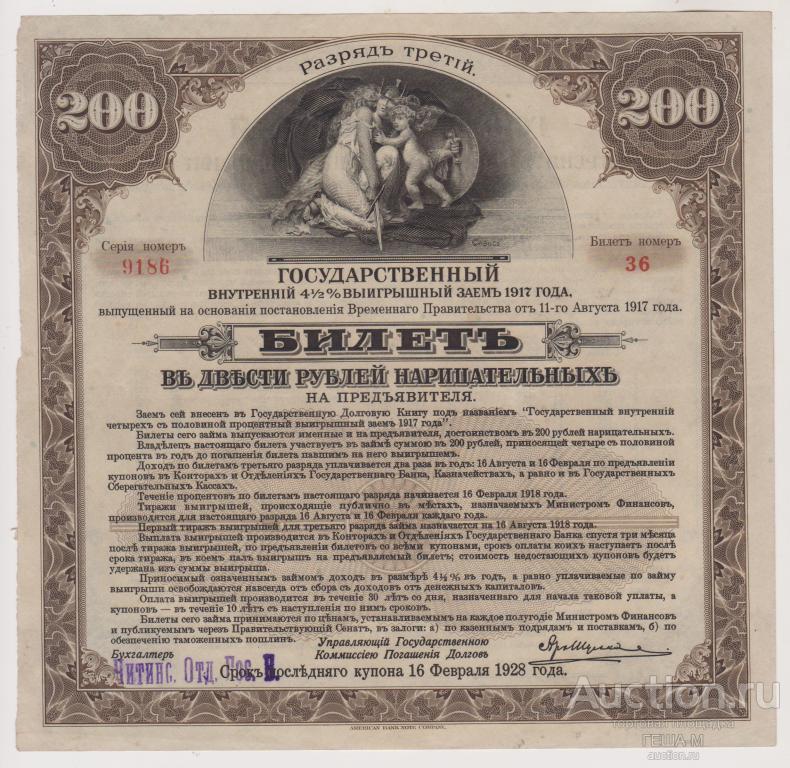 Разрядъ третій.
200 200
Серія номеръ Билетъ номеръ
9186 36
ГОСУДАРСТВЕННЫЙ
ВНУТРЕННІЙ 4½% ВЫИГРЫШНЫЙ ЗАЕМЪ 1917 ГОДА,
выпущенный на основаніи постановленія Временнаго Правительства отъ 11-го Августа 1917 года.
БИЛЕТЪ
ВЪ ДВѢСТИ РУБЛЕЙ НАРИЦАТЕЛЬНЫХЪ
НА ПРЕДЪЯВИТЕЛЯ.
Заем сей внесен въ Государственную Долговую Книгу подъ названіемъ "Государственный внутренній
четырехъ съ половиной процентный выигрышный заемъ 1917 года".
Билеты сего займа выпускаются именные и на предъявителя, достоинствомъ въ 200 рублей нарицательныхъ.
Владѣлецъ настоящаго билета участвуетъ въ займѣ суммою въ 200 рублей, приносящей четыре съ половиной
процента въ годъ до погашенія билета павшимъ на него выигрышемъ.
Доходъ по билетамъ третьяго разряда уплачивается два раза въ годъ: 16 Августа и 16 Февраля по предъявленіи
купоновъ въ Конторахъ и Отдѣленіяхъ Государственнаго Банка, Казначействахъ, а равно и въ Государственныхъ
Сберегательныхъ Кассахъ.
Теченіе процентовъ по билетамъ настоящаго разряда начинается 16 Февраля 1918 года.
Тиражи выигрышей, происходящіе публично въ мѣстахъ, назначаемыхъ Министромъ Финансовъ,
производятся для настоящаго разряда 16 Августа и 16 Февраля каждаго года.
Первый тиражъ выигрышей для третьяго разряда займа назначается на 16 Августа 1918 года.
Выплата выигрышей производится въ Конторахъ и Отдѣленіяхъ Государственнаго Банка спустя три мѣсяца
послѣ тиража выигрышей, по предъявленіи билетовъ со всѣми купонами, срокъ оплаты коихъ наступаетъ послѣ
срока тиража, въ коемъ палъ выигрышъ на предъявляемый билетъ; стоимость недостающихъ купоновъ будетъ
удержана изъ суммы выигрыша.
Приносимый означеннымъ займомъ доходъ въ размѣрѣ 4½% въ годъ, а равно уплачиваемые по займу
выигрыши освобождаются навсегда отъ сбора съ доходовъ отъ денежныхъ капиталовъ.
Оплата выигрышей производится въ теченіе 30 лѣтъ со дня, назначеннаго для начала таковой уплаты, а
купоновъ — въ теченіе 10 лѣтъ съ наступленія по нимъ сроковъ.
Билеты сего займа принимаются по цѣнамъ, устанавливаемымъ на каждое полугодіе Министромъ Финансовъ
и публикуемымъ черезъ Правительствующій Сенатъ, въ залоги: а) по казеннымъ подрядамъ и поставкамъ, б) по
обезпеченію таможенныхъ пошлинъ.
Управляющій Государственною
Бухгалтеръ Коммиссіею Погашенія Долговъ
Читинс. Отд.
Срокъ послѣдняго купона 16 Февраля 1928 года.
200 200
AMERICAN BANK NOTE COMPANY.
Auction.ru
торговая площадка
ГЕША-М
auction.ru